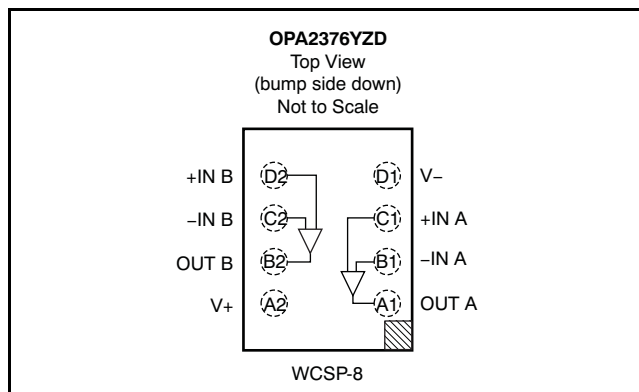 OPA2376YZD
Top View
(bump side down)
Not to Scale
+IN B D2 D1 V−
−IN B C2 C1 +IN A
OUT B B2 B1 −IN A
V+ A2 A1 OUT A
WCSP-8